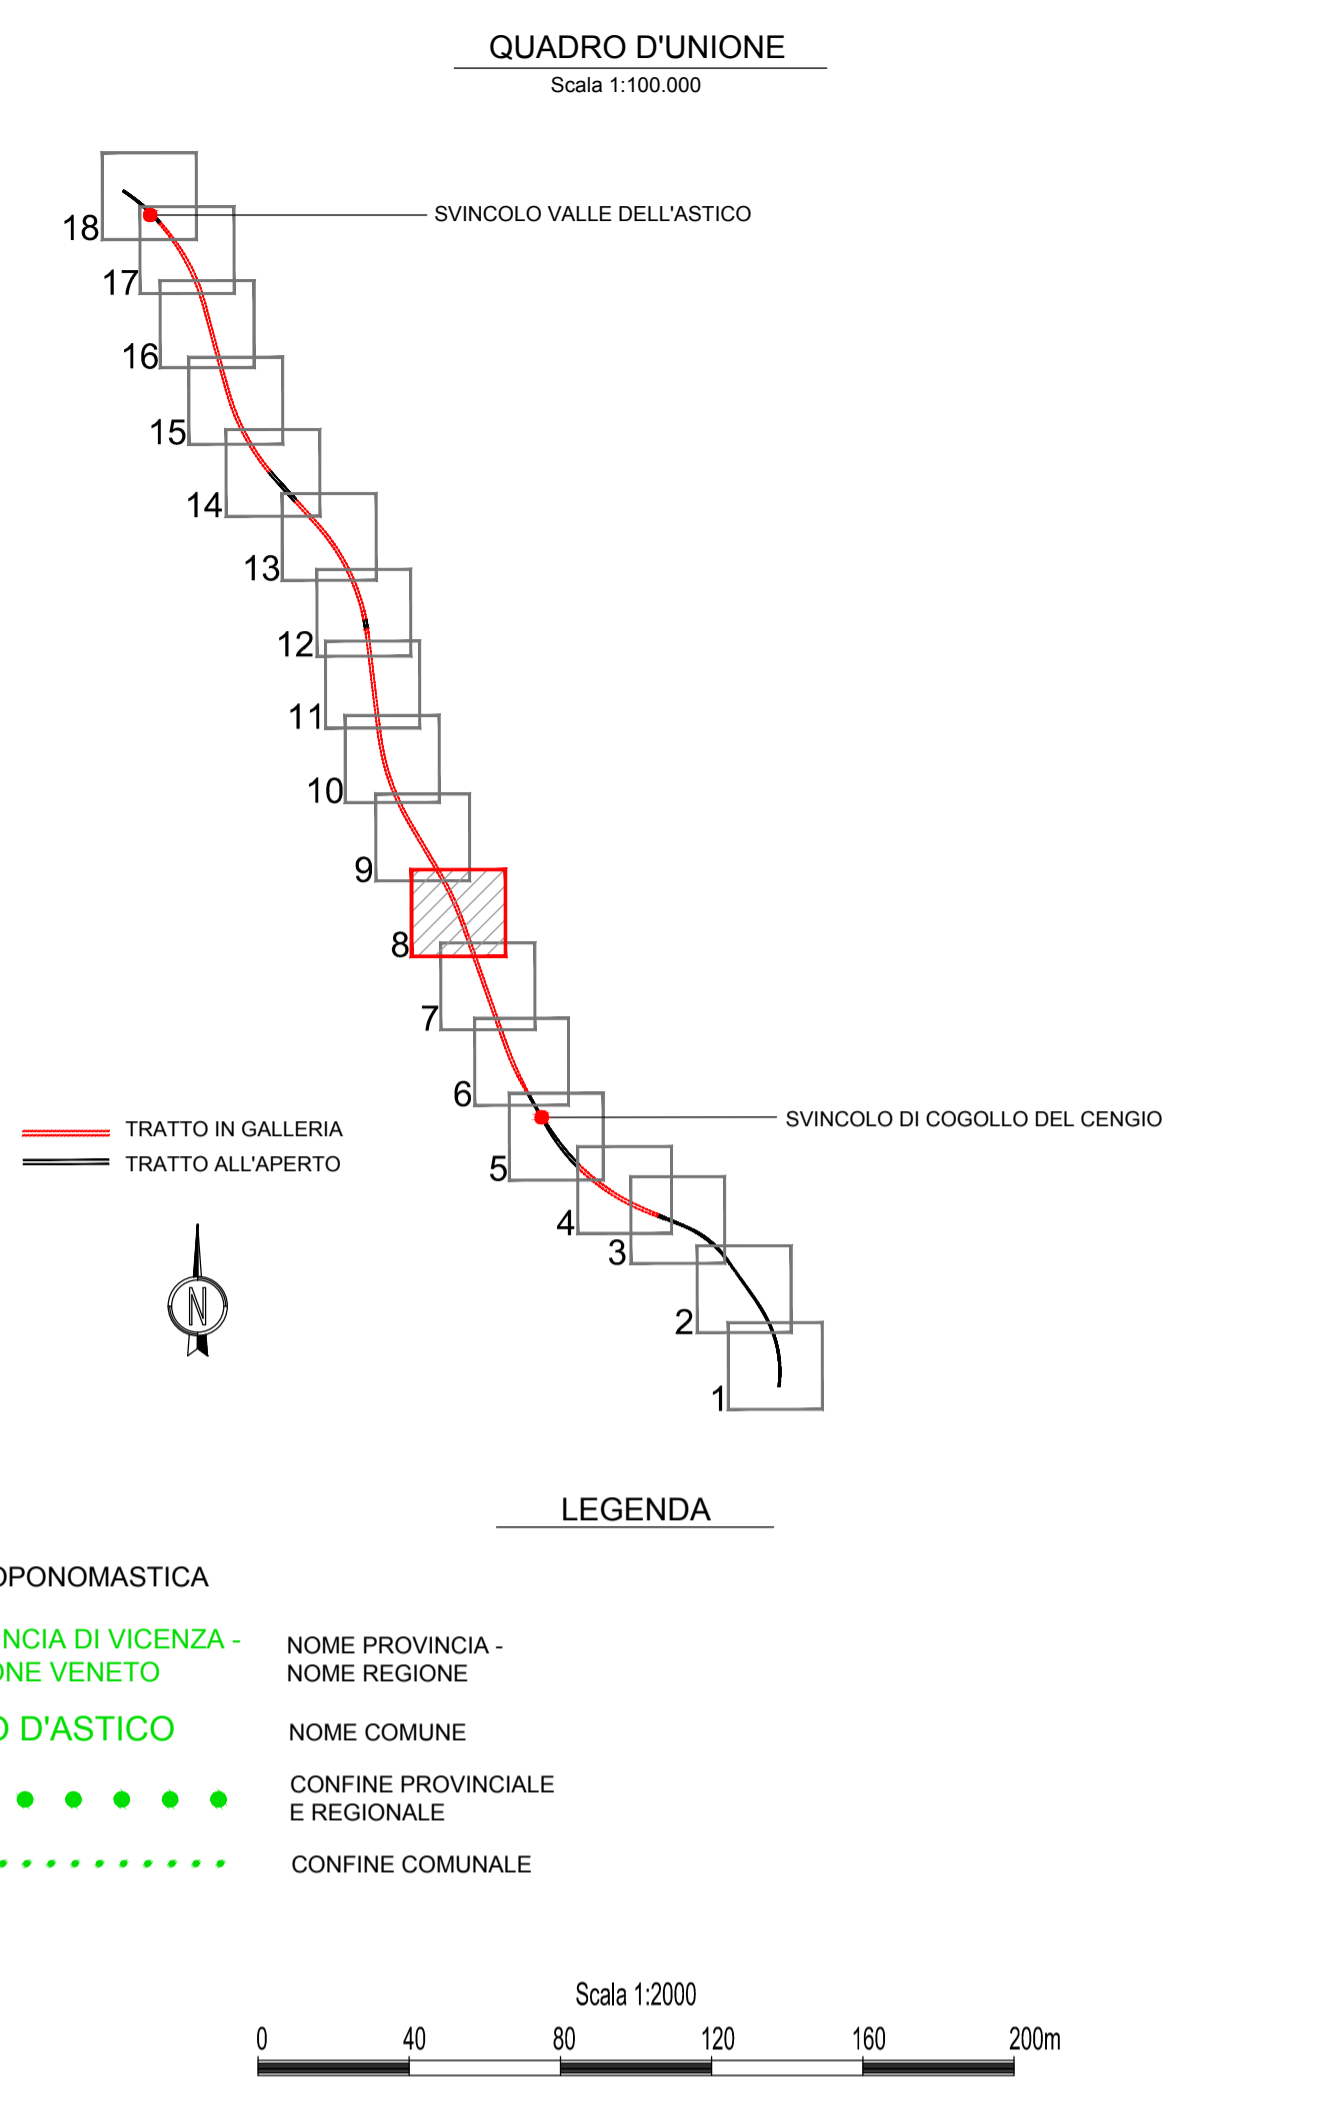 QUADRO D'UNIONE
Scala 1:100.000
18
SVINCOLO VALLE DELL'ASTICO
17
16
15
14
13
12
11
10
9
8
7
6
SVINCOLO DI COGOLLO DEL CENGIO
5
TRATTO IN GALLERIA
TRATTO ALL'APERTO
4
3
N
2
1
LEGENDA
OPONOMASTICA
NCIA DI VICENZA -
ONE VENETO
NOME PROVINCIA -
NOME REGIONE
O D'ASTICO
NOME COMUNE
CONFINE PROVINCIALE
E REGIONALE
CONFINE COMUNALE
Scala 1:2000
0 40 80 120 160 200m